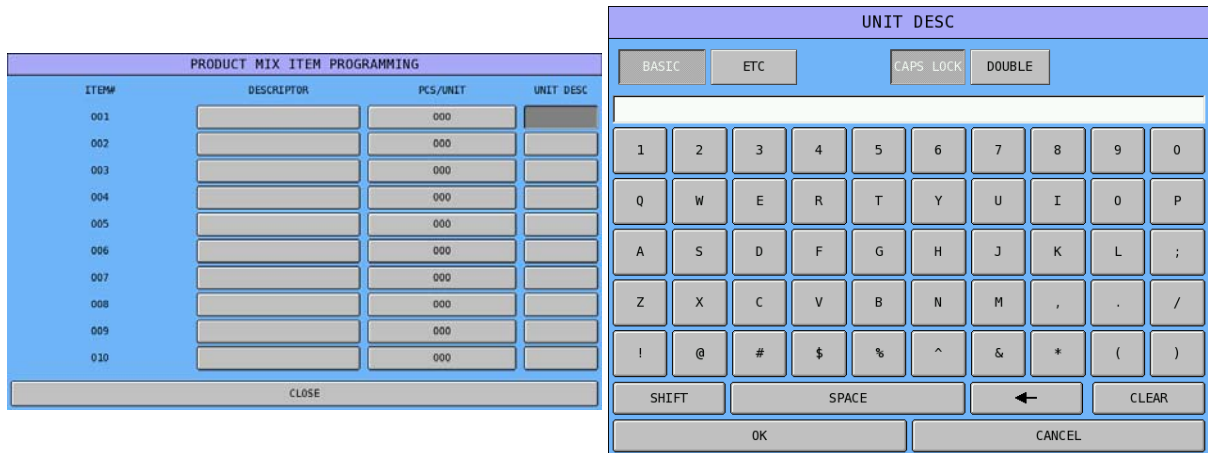 PRODUCT MIX ITEM PROGRAMMING
ITEM# DESCRIPTOR PCS/UNIT UNIT DESC
001 000
002 000
003 000
004 000
005 000
006 000
007 000
008 000
009 000
010 000
CLOSE
UNIT DESC
BASIC ETC CAPS LOCK DOUBLE
1 2 3 4 5 6 7 8 9 0
Q W E R T Y U I O P
A S D F G H J K L ;
Z X C V B N M , . /
! @ # $ % ^ & * ( )
SHIFT SPACE ← CLEAR
OK CANCEL